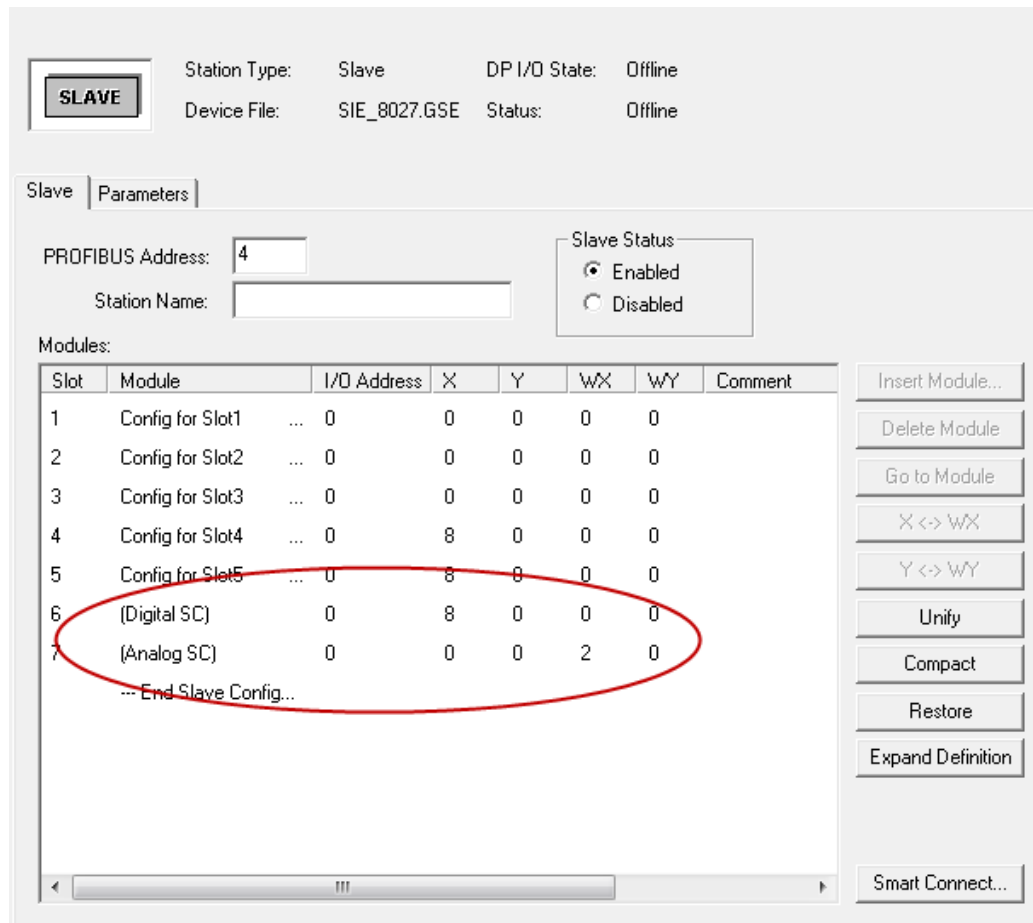 SLAVE
Station Type: Slave DP I/O State: Offline
Device File: SIE_8027.GSE Status: Offline
Slave Parameters
PROFIBUS Address: 4
Station Name:
Slave Status
Enabled
Disabled
Modules:
Slot Module I/O Address X Y WX WY Comment
1 Config for Slot1 ... 0 0 0 0 0
2 Config for Slot2 ... 0 0 0 0 0
3 Config for Slot3 ... 0 0 0 0 0
4 Config for Slot4 ... 0 8 0 0 0
5 Config for Slot5 ... 0 8 0 0 0
6 (Digital SC) 0 8 0 0 0
7 (Analog SC) 0 0 0 2 0
--- End Slave Config...
Insert Module...
Delete Module
Go to Module
X <-> WX
Y <-> WY
Unify
Compact
Restore
Expand Definition
Smart Connect...